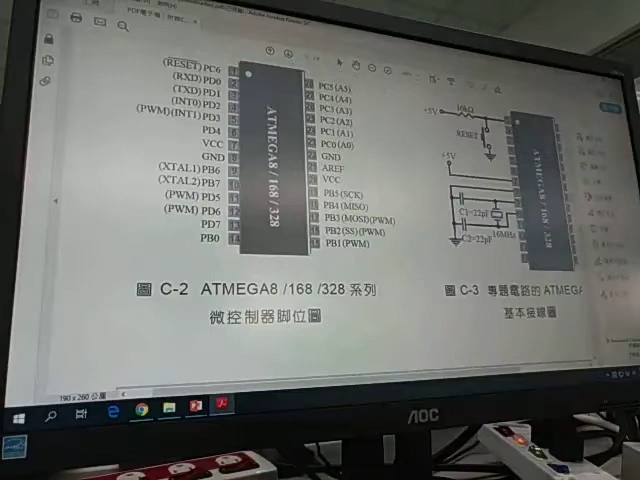 (RESET) PC6
(RXD) PD0
(TXD) PD1
(INT0) PD2
(PWM)(INT1) PD3
PD4
VCC
GND
(XTAL1) PB6
(XTAL2) PB7
(PWM) PD5
(PWM) PD6
PD7
PB0
ATMEGA8 / 168 / 328
PC5 (A5)
PC4 (A4)
PC3 (A3)
PC2 (A2)
PC1 (A1)
PC0 (A0)
GND
AREF
VCC
PB5 (SCK)
PB4 (MISO)
PB3 (MOSI)(PWM)
PB2 (SS) (PWM)
PB1 (PWM)
圖 C-2 ATMEGA8 /168 /328 系列
微控制器腳位圖
+5V
10kΩ
RESET
+5V
C1=22pF
16MHz
C2=22pF
ATMEGA8 / 168 / 328
圖 C-3 專題電路的 ATMEGA
基本接線圖
190 x 260 公釐
AOC